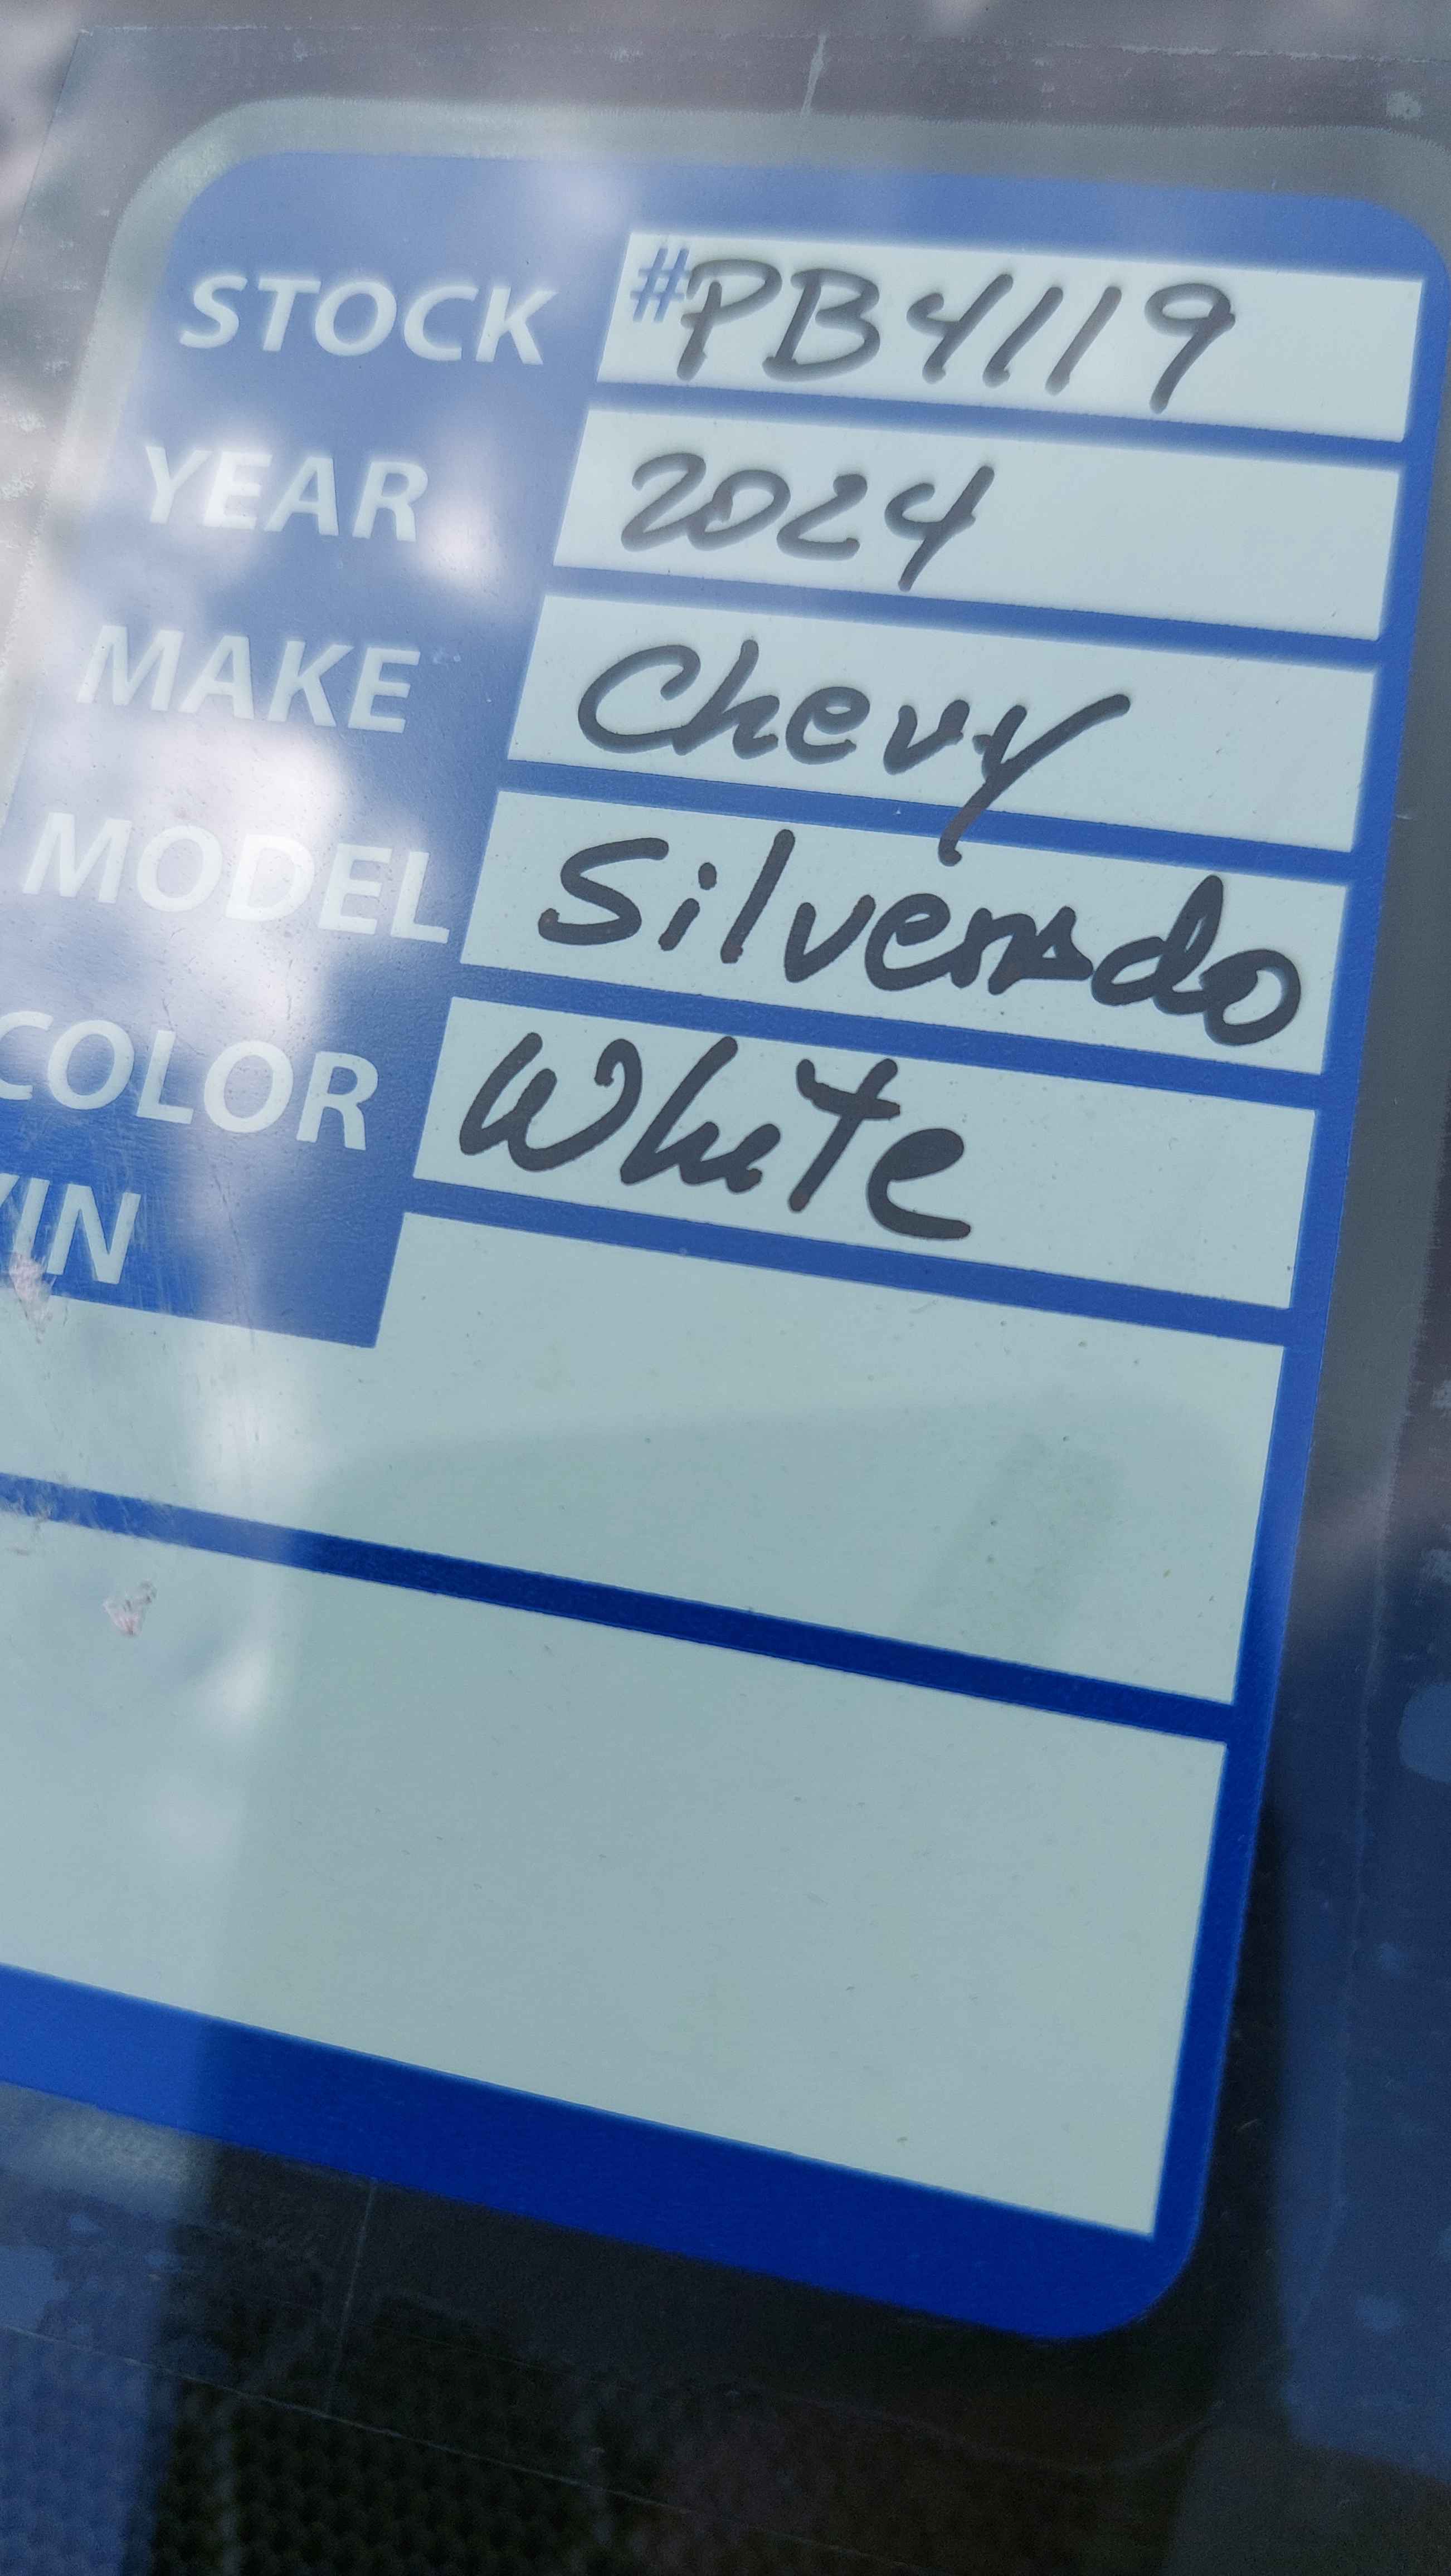 STOCK #PB4119
YEAR 2024
MAKE Chevy
MODEL Silverado
COLOR White
VIN